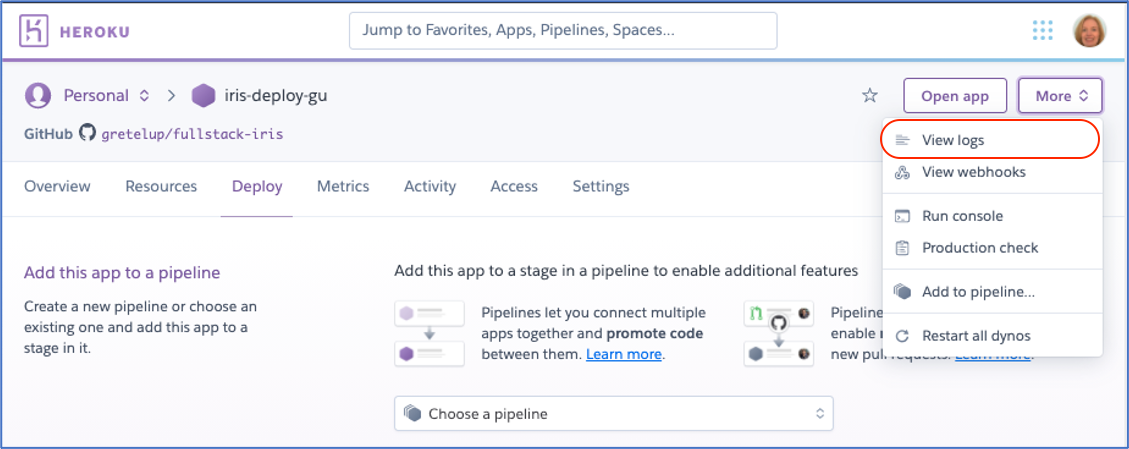 HEROKU
Jump to Favorites, Apps, Pipelines, Spaces...
Personal
iris-deploy-gu
Open app
More
GitHub gretelup/fullstack-iris
View logs
View webhooks
Run console
Production check
Add to pipeline...
Restart all dynos
Overview Resources Deploy Metrics Activity Access Settings
Add this app to a pipeline
Create a new pipeline or choose an
existing one and add this app to a
stage in it.
Add this app to a stage in a pipeline to enable additional features
Pipelines let you connect multiple
apps together and promote code
between them. Learn more.
enable
new pull requests. Learn more.
Choose a pipeline